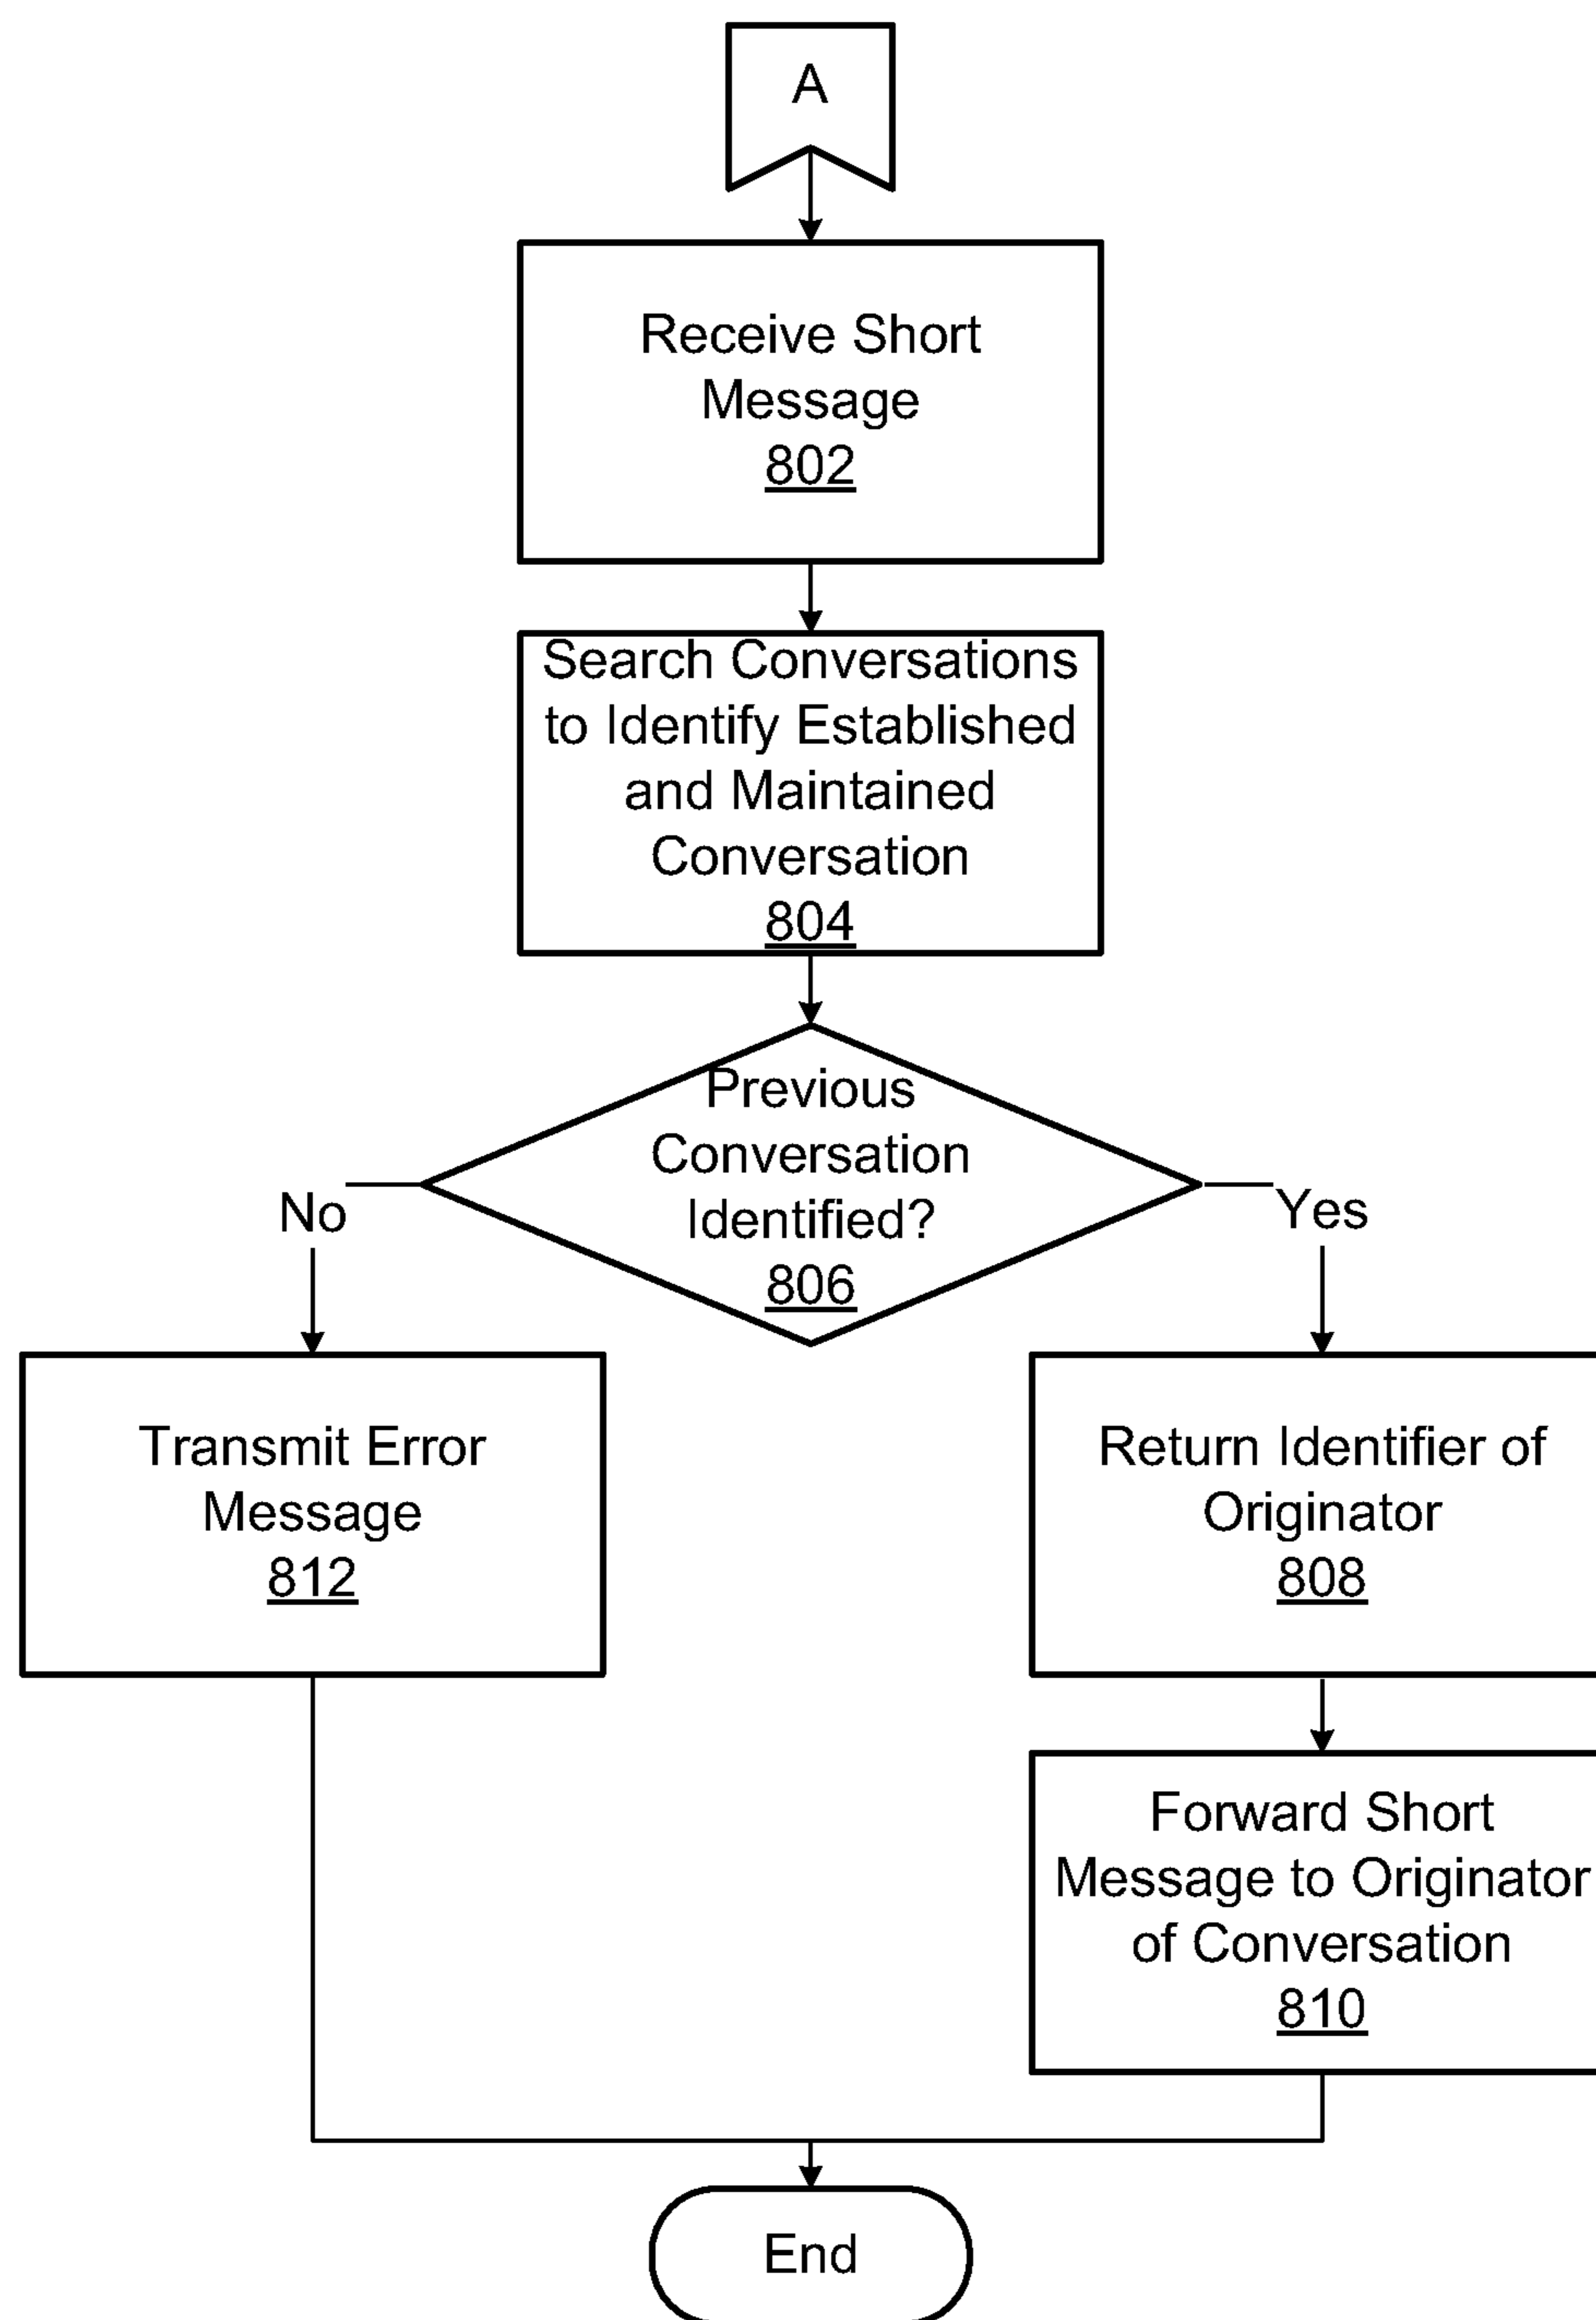 A
Receive Short
Message
802
Search Conversations
to Identify Established
and Maintained
Conversation
804
Previous
Conversation
Identified?
806
No
Yes
Transmit Error
Message
812
Return Identifier of
Originator
808
Forward Short
Message to Originator
of Conversation
810
End